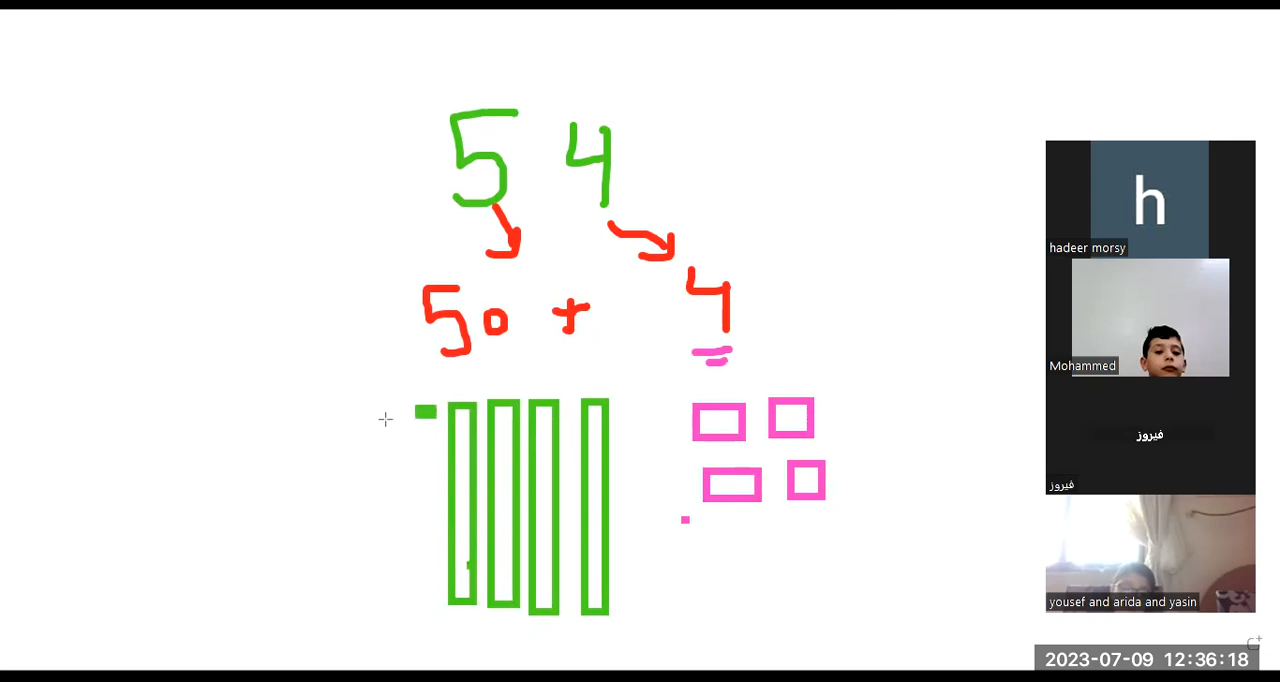 54
50 + 4
h
hadeer morsy
Mohammed
فيروز
فيروز
yousef and arida and yasin
2023-07-09 12:36:18